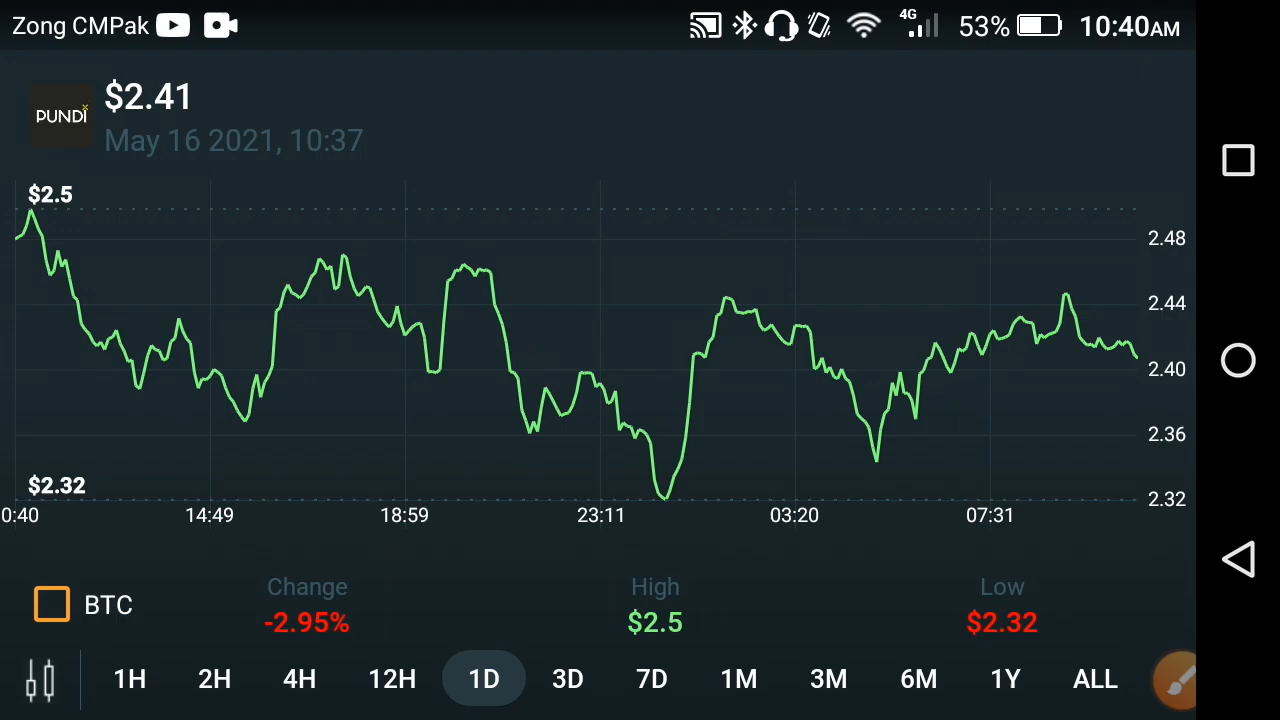 Zong CMPak 4G 53% 10:40AM
PUNDI X $2.41
May 16 2021, 10:37
$2.5
2.48
2.44
2.40
2.36
$2.32
2.32
0:40 14:49 18:59 23:11 03:20 07:31
BTC
Change High Low
-2.95% $2.5 $2.32
1H 2H 4H 12H 1D 3D 7D 1M 3M 6M 1Y ALL